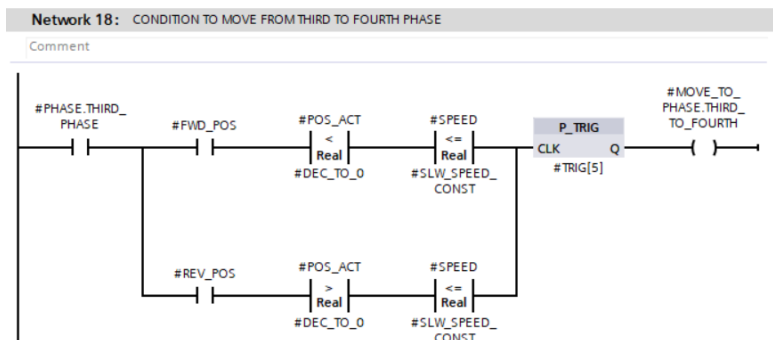 Network 18: CONDITION TO MOVE FROM THIRD TO FOURTH PHASE
Comment
#PHASE.THIRD_
PHASE
#FWD_POS
#POS_ACT
<
Real
#DEC_TO_0
#SPEED
<=
Real
#SLW_SPEED_
CONST
P_TRIG
CLK Q
#TRIG[5]
#MOVE_TO_
PHASE.THIRD_
TO_FOURTH
#REV_POS
#POS_ACT
>
Real
#DEC_TO_0
#SPEED
<=
Real
#SLW_SPEED_
CONST